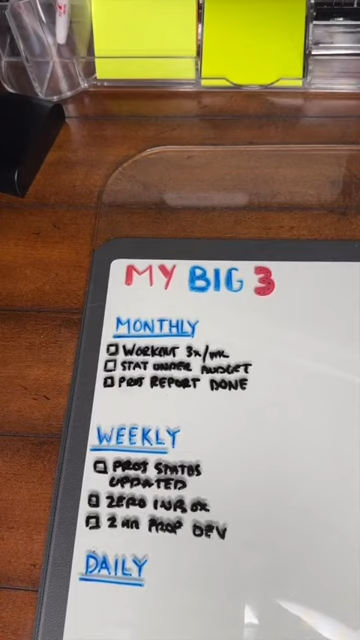 MY BIG 3
MONTHLY
WORKOUT 3x/WK
STAY UNDER BUDGET
PROJ REPORT DONE
WEEKLY
PROJ STATUS
UPDATED
ZERO INBOX
2 HR PROF DEV
DAILY